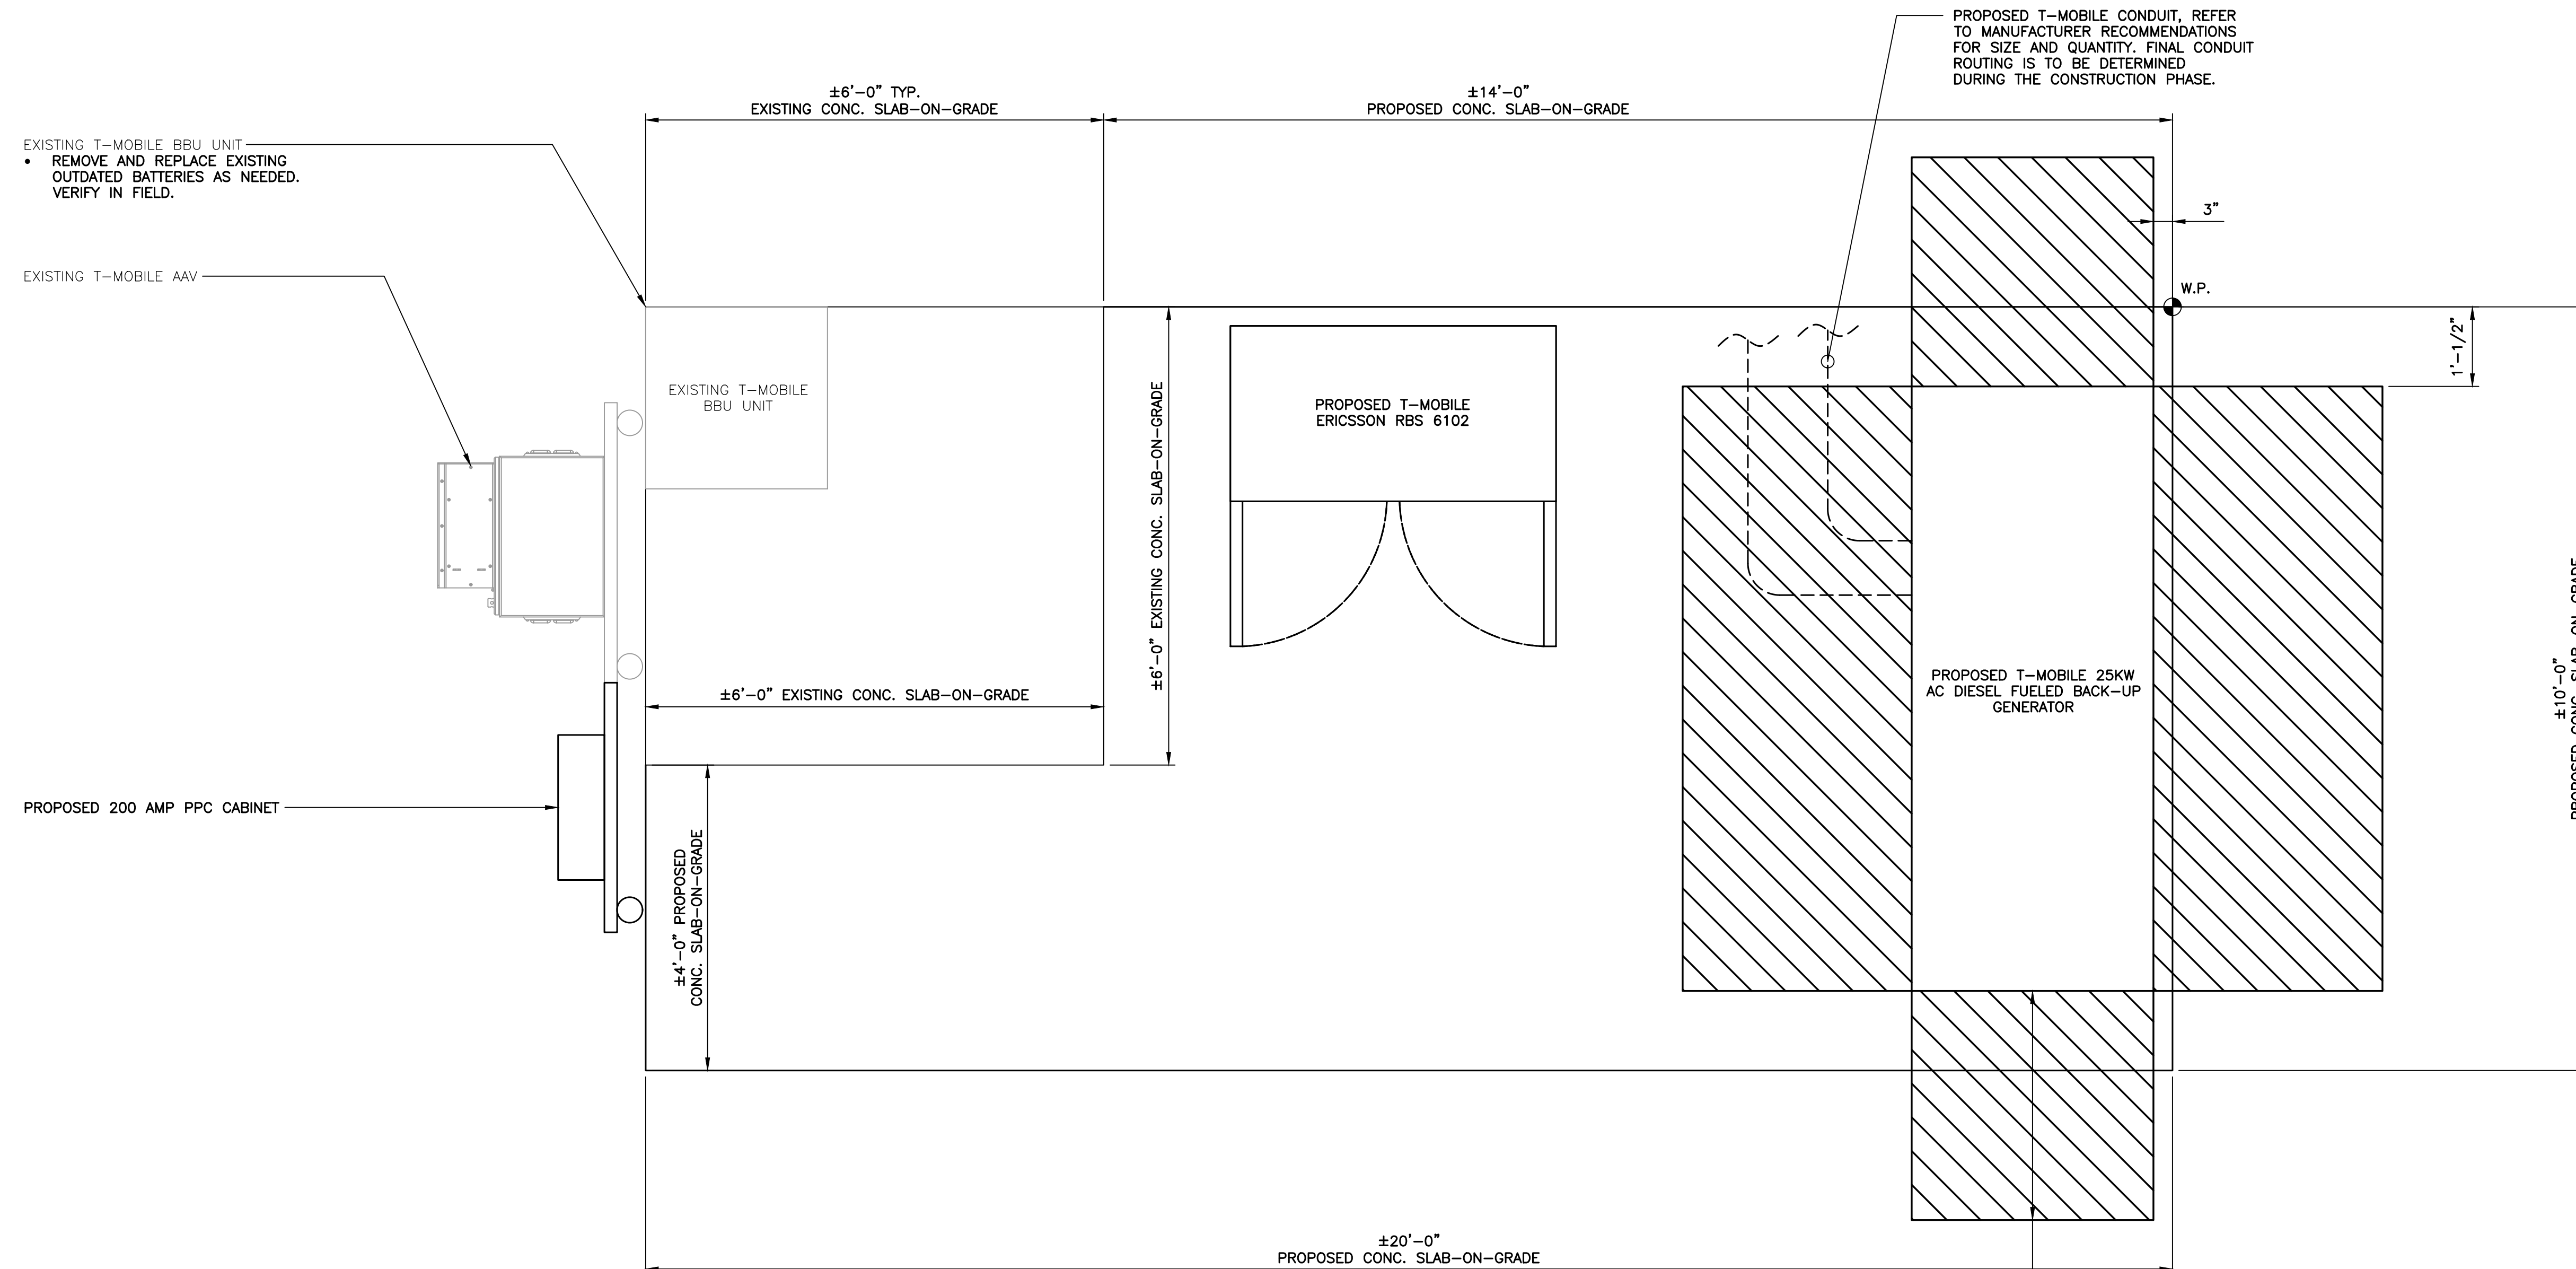 PROPOSED T-MOBILE CONDUIT, REFER
TO MANUFACTURER RECOMMENDATIONS
FOR SIZE AND QUANTITY. FINAL CONDUIT
ROUTING IS TO BE DETERMINED
DURING THE CONSTRUCTION PHASE.
±6'-0" TYP.
EXISTING CONC. SLAB-ON-GRADE
±14'-0"
PROPOSED CONC. SLAB-ON-GRADE
EXISTING T-MOBILE BBU UNIT
• REMOVE AND REPLACE EXISTING
OUTDATED BATTERIES AS NEEDED.
VERIFY IN FIELD.
3"
EXISTING T-MOBILE AAV
W.P.
1'-1/2"
EXISTING T-MOBILE
BBU UNIT
PROPOSED T-MOBILE
ERICSSON RBS 6102
±6'-0" EXISTING CONC. SLAB-ON-GRADE
±6'-0" EXISTING CONC. SLAB-ON-GRADE
PROPOSED T-MOBILE 25KW
AC DIESEL FUELED BACK-UP
GENERATOR
±10'-0"
PROPOSED CONC. SLAB-ON-GRADE
PROPOSED 200 AMP PPC CABINET
±4'-0" PROPOSED
CONC. SLAB-ON-GRADE
±20'-0"
PROPOSED CONC. SLAB-ON-GRADE